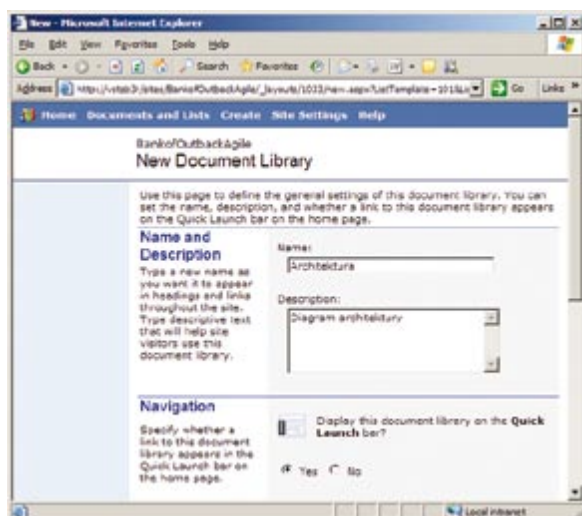 New - Microsoft Internet Explorer
File Edit View Favorites Tools Help
Back Search Favorites
Address Go Links »
Home Documents and Lists Create Site Settings Help
BankofOutbackAgile
New Document Library
Use this page to define the general settings of this document library. You can
set the name, description, and whether a link to this document library appears
on the Quick Launch bar on the home page.
Name and
Description
Type a new name as
you want it to appear
in headings and links
throughout the site.
Type descriptive text
that will help site
visitors use this
document library.
Name:
Architektura
Description:
Diagram architektury
Navigation
Specify whether a
link to this document
library appears in the
Quick Launch bar on
the home page.
Display this document library on the Quick
Launch bar?
Yes No
Local intranet